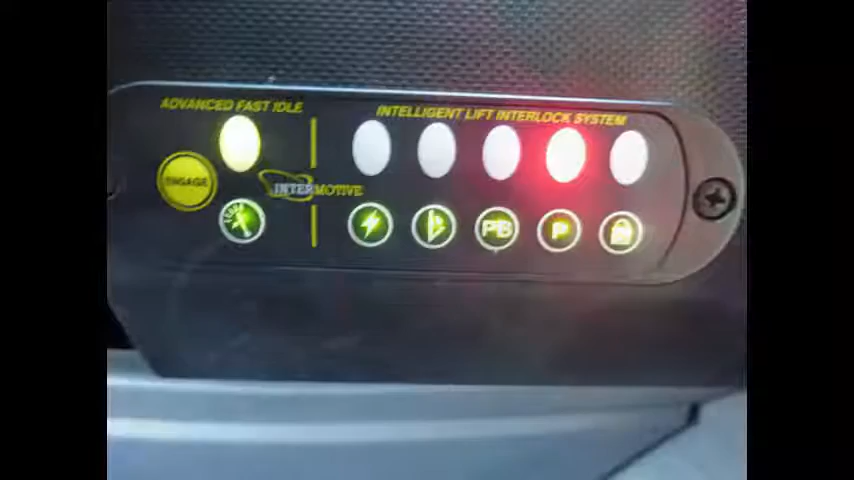 ADVANCED FAST IDLE
INTELLIGENT LIFT INTERLOCK SYSTEM
ENGAGE
INTERMOTIVE
PB
P